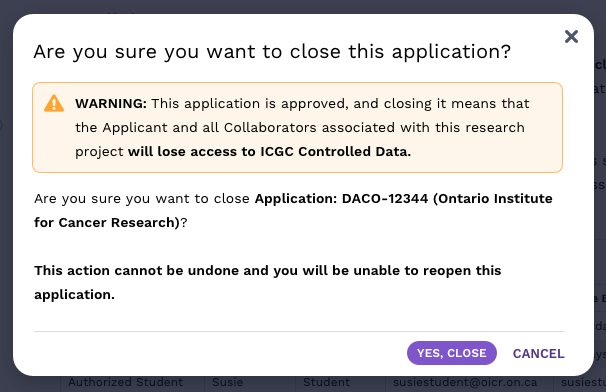 Are you sure you want to close this application?
WARNING: This application is approved, and closing it means that
the Applicant and all Collaborators associated with this research
project will lose access to ICGC Controlled Data.
Are you sure you want to close Application: DACO-12344 (Ontario Institute
for Cancer Research)?
This action cannot be undone and you will be unable to reopen this
application.
YES, CLOSE CANCEL
Authorized Student Susie Student susiestudent@oicr.on.ca